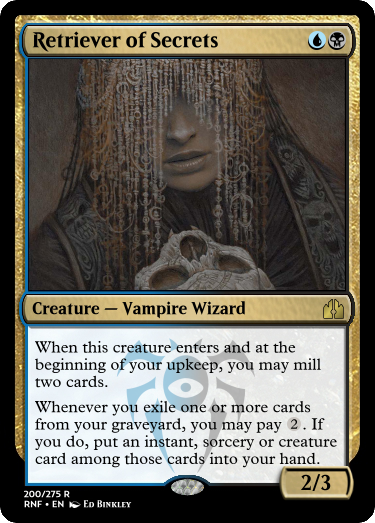 Retriever of Secrets
Creature — Vampire Wizard
When this creature enters and at the
beginning of your upkeep, you may mill
two cards.
Whenever you exile one or more cards
from your graveyard, you may pay 2. If
you do, put an instant, sorcery or creature
card among those cards into your hand.
2/3
200/275 R
RNF • EN Ed Binkley